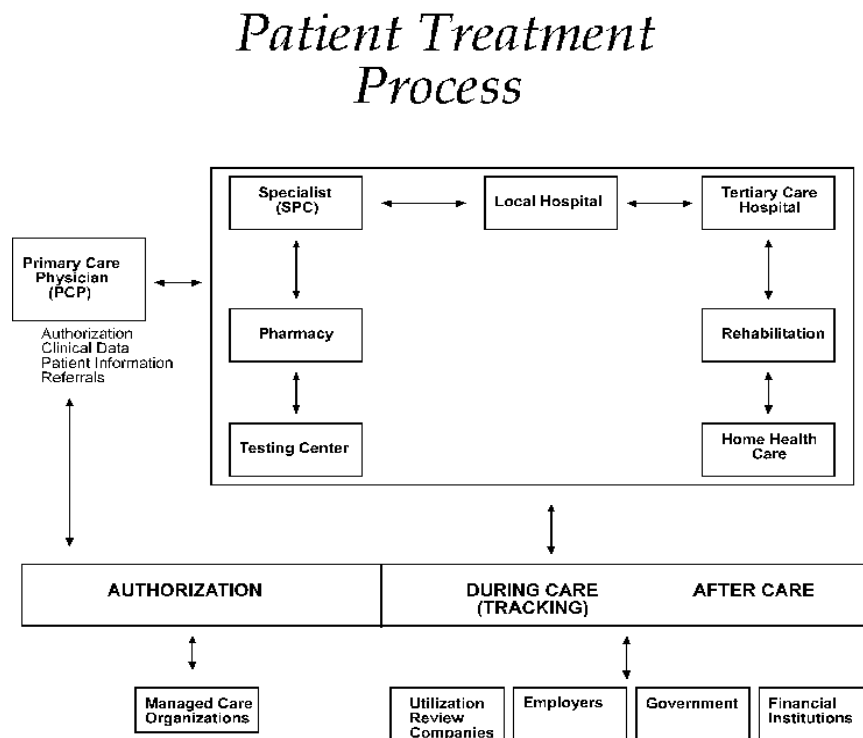 Patient Treatment
Process
Specialist
(SPC)
Local Hospital
Tertiary Care
Hospital
Primary Care
Physician
(PCP)
Authorization
Clinical Data
Patient Information
Referrals
Pharmacy
Rehabilitation
Testing Center
Home Health
Care
AUTHORIZATION
DURING CARE
(TRACKING)
AFTER CARE
Managed Care
Organizations
Utilization
Review
Companies
Employers
Government
Financial
Institutions